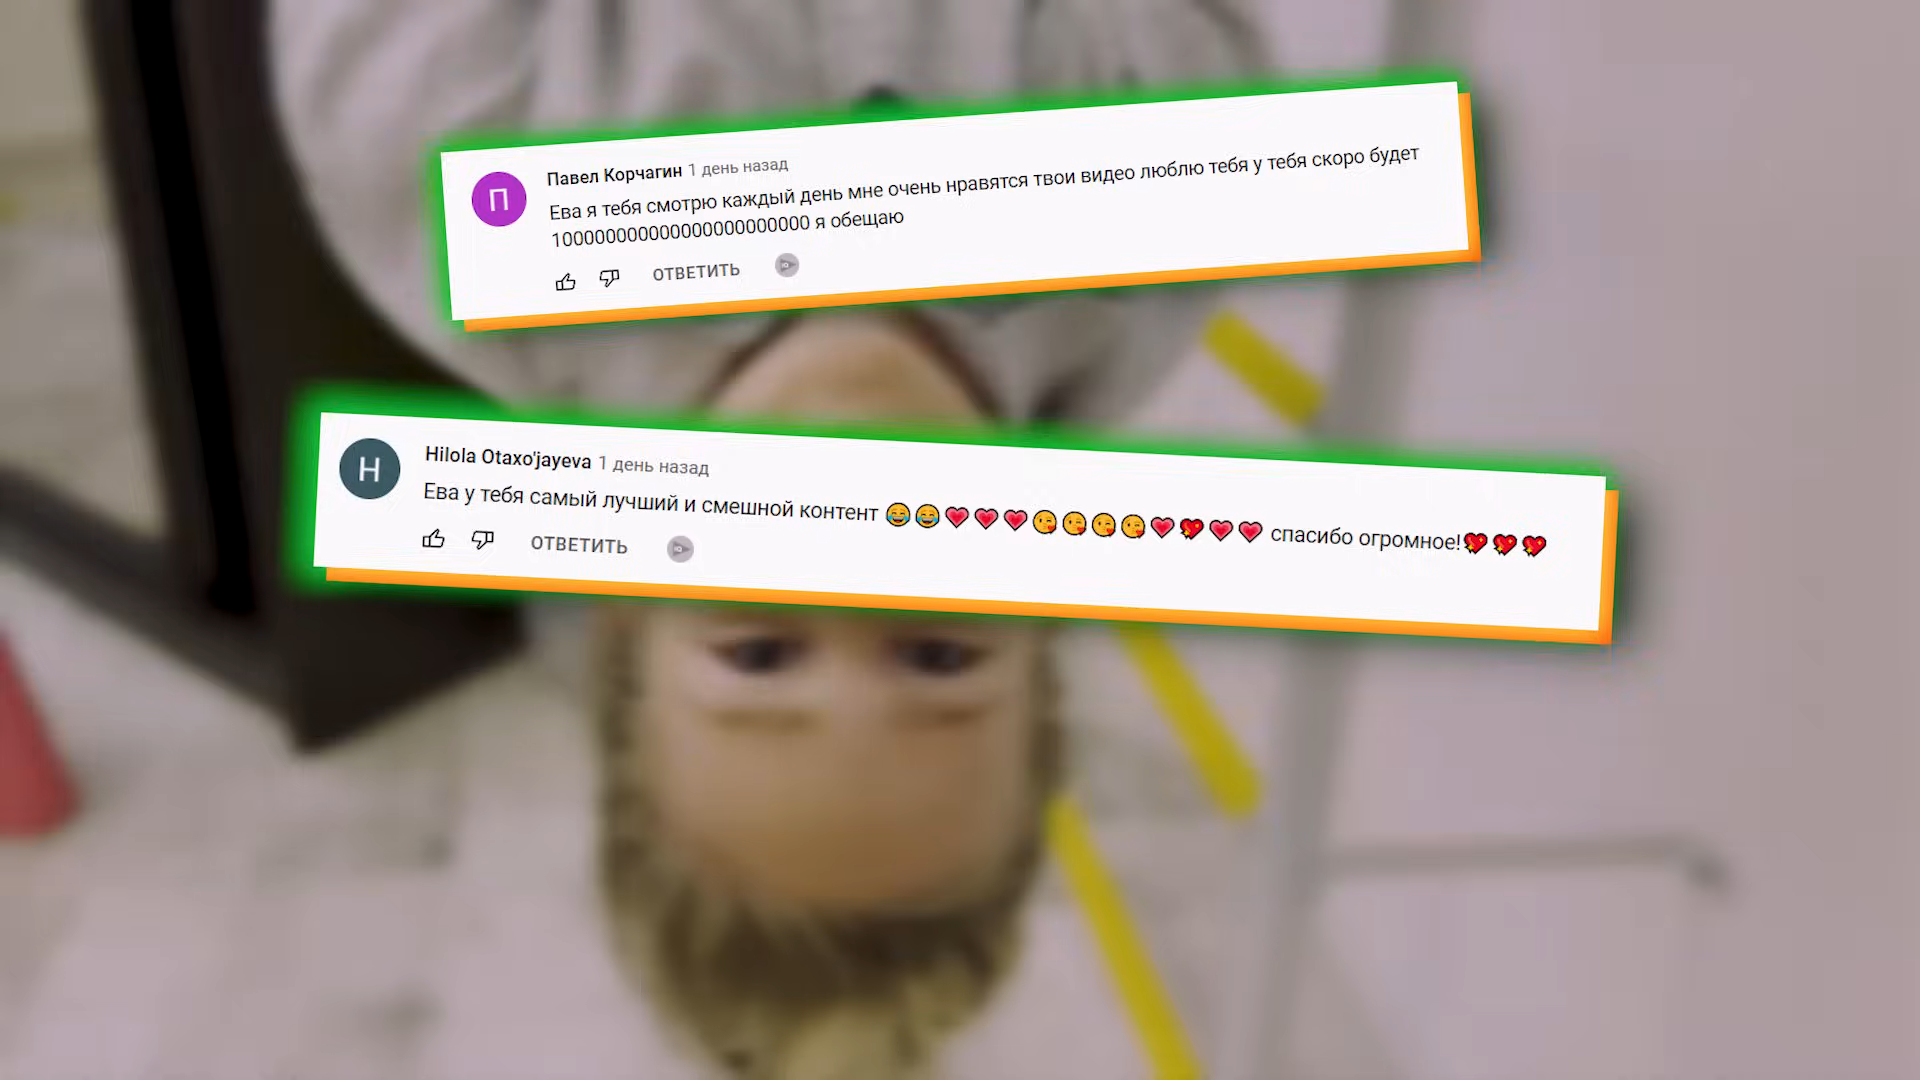 П
Павел Корчагин 1 день назад
Ева я тебя смотрю каждый день мне очень нравятся твои видео люблю тебя у тебя скоро будет
100000000000000000000000 я обещаю
ОТВЕТИТЬ
H
Hilola Otaxo'jayeva 1 день назад
Ева у тебя самый лучший и смешной контент 😂😂💗💗💗😘😘😘😘💗💖💗💗 спасибо огромное!💖💖💖
ОТВЕТИТЬ